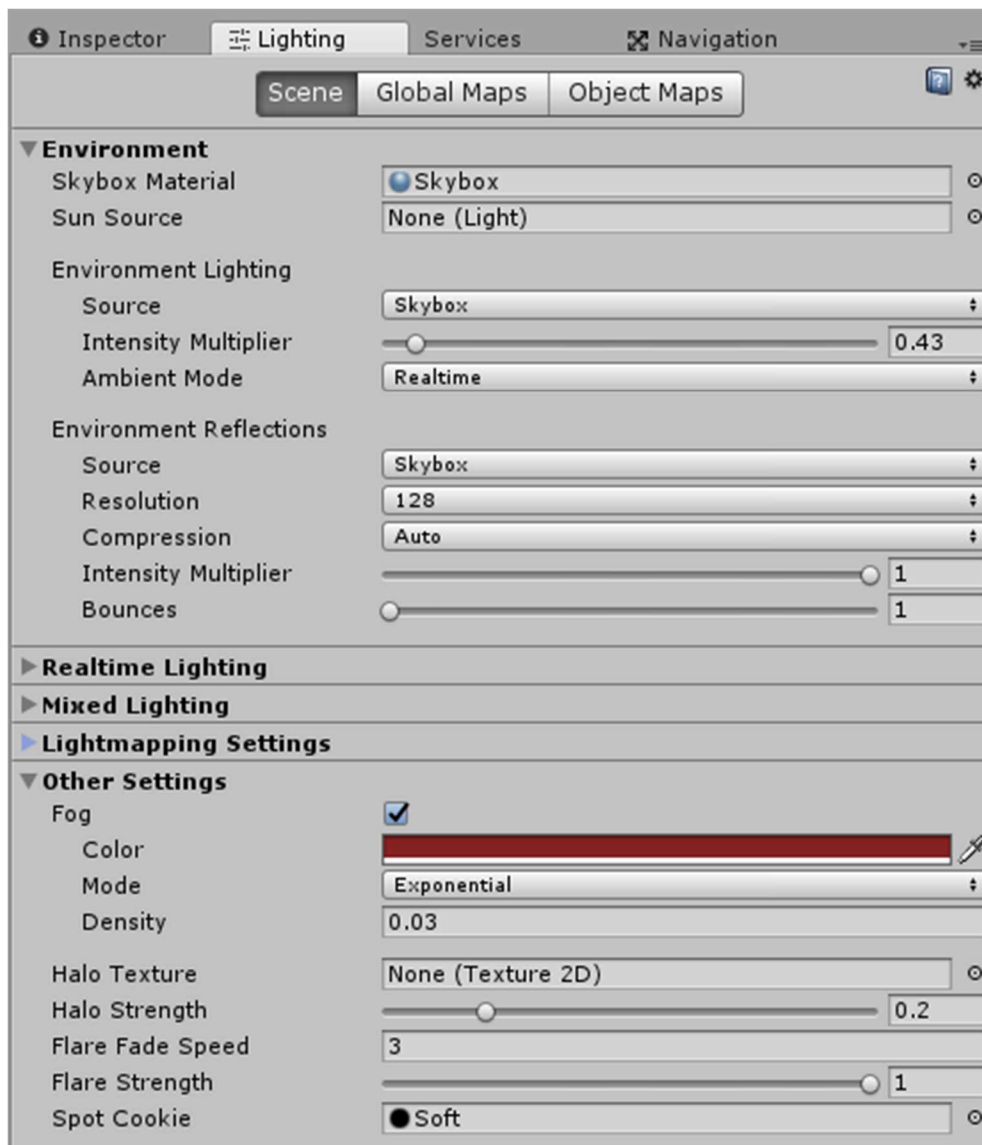 Inspector Lighting Services Navigation
Scene Global Maps Object Maps
Environment
Skybox Material Skybox
Sun Source None (Light)
Environment Lighting
Source Skybox
Intensity Multiplier 0.43
Ambient Mode Realtime
Environment Reflections
Source Skybox
Resolution 128
Compression Auto
Intensity Multiplier 1
Bounces 1
Realtime Lighting
Mixed Lighting
Lightmapping Settings
Other Settings
Fog
Color
Mode Exponential
Density 0.03
Halo Texture None (Texture 2D)
Halo Strength 0.2
Flare Fade Speed 3
Flare Strength 1
Spot Cookie Soft